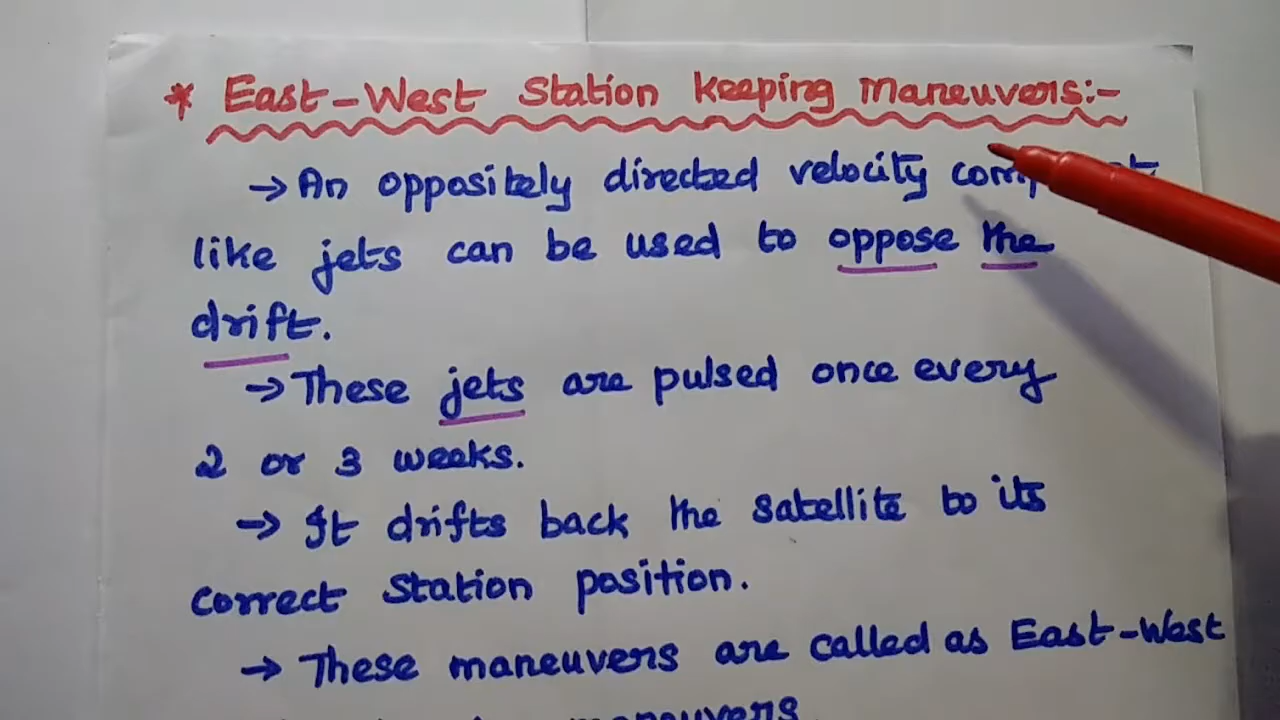 * East-West Station Keeping Maneuvers:-
→ An oppositely directed velocity
like jets can be used to oppose the
drift.
→ These jets are pulsed once every
2 or 3 weeks.
→ It drifts back the satellite to its
correct Station position.
→ These maneuvers are called as East-West
maneuvers.